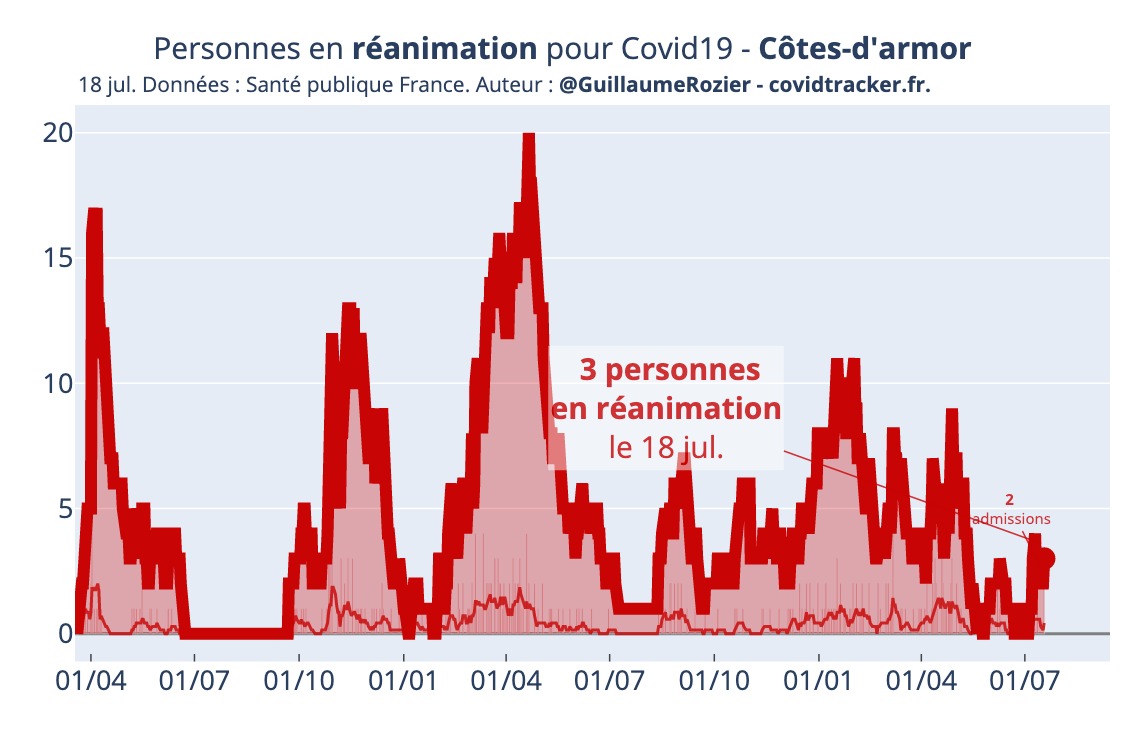 Personnes en réanimation pour Covid19 - Côtes-d'armor
18 jul. Données : Santé publique France. Auteur : @GuillaumeRozier - covidtracker.fr.
20
15
10
5
0
3 personnes
en réanimation
le 18 jul.
2
admissions
01/04 01/07 01/10 01/01 01/04 01/07 01/10 01/01 01/04 01/07